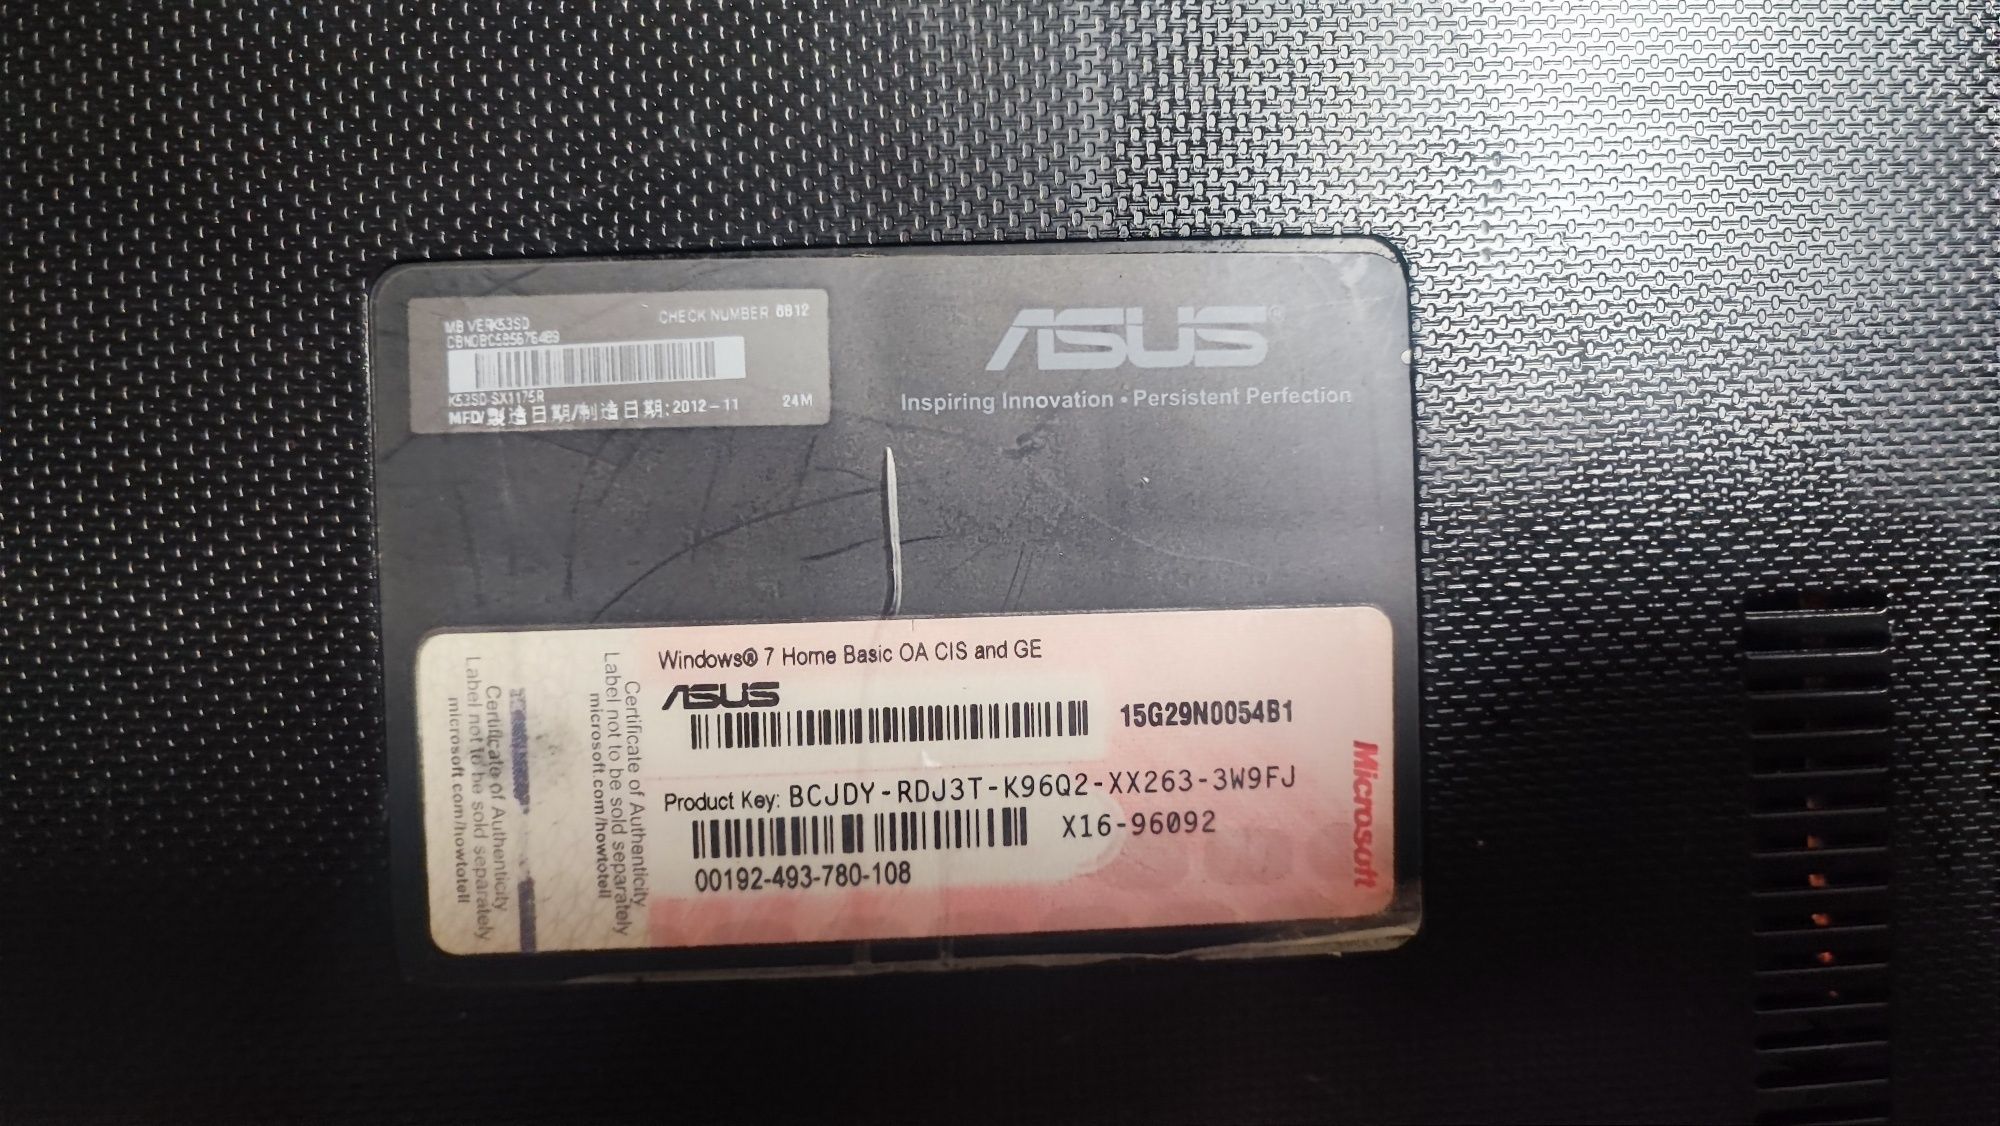 MB VER:K53SD
CHECK NUMBER 6812
K53SD-SX1175R
MFD/製造日期/制造日期:2012-11
24M
ASUS
Inspiring Innovation • Persistent Perfection
Certificate of Authenticity
Label not to be sold separately
microsoft.com/howtotell
Certificate of Authenticity
Label not to be sold separately
microsoft.com/howtotell
Windows® 7 Home Basic OA CIS and GE
ASUS
15G29N0054B1
Product Key: BCJDY-RDJ3T-K96Q2-XX263-3W9FJ
X16-96092
00192-493-780-108
Microsoft